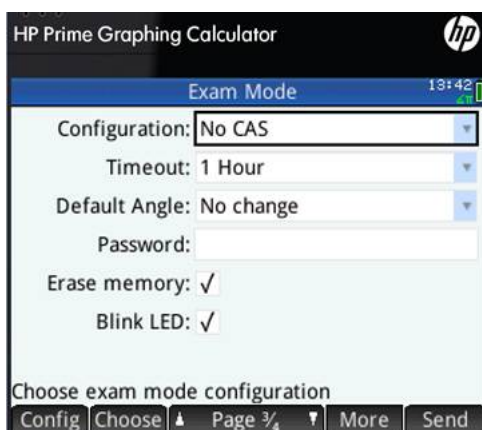 HP Prime Graphing Calculator
hp
Exam Mode
13:42
∡π
Configuration: No CAS
Timeout: 1 Hour
Default Angle: No change
Password:
Erase memory: √
Blink LED: √
Choose exam mode configuration
Config Choose Page ¾ More Send